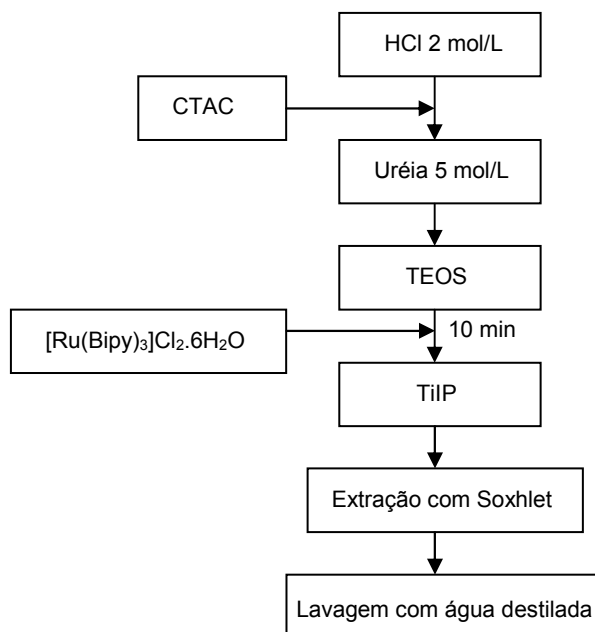 HCl 2 mol/L
CTAC
Uréia 5 mol/L
TEOS
[Ru(Bipy)₃]Cl₂.6H₂O
10 min
TiIP
Extração com Soxhlet
Lavagem com água destilada